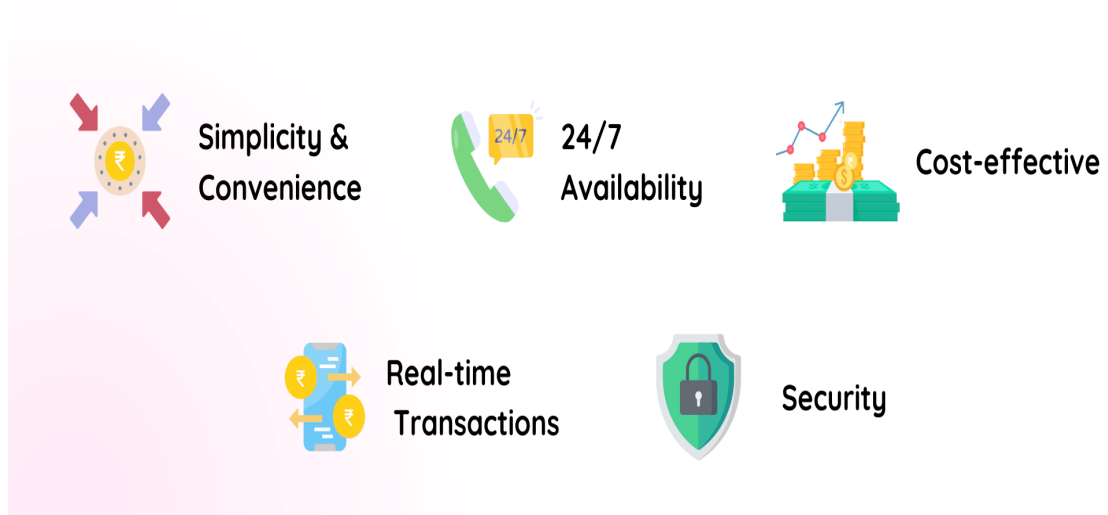 Simplicity &
Convenience
24/7
24/7
Availability
Cost-effective
Real-time
Transactions
Security